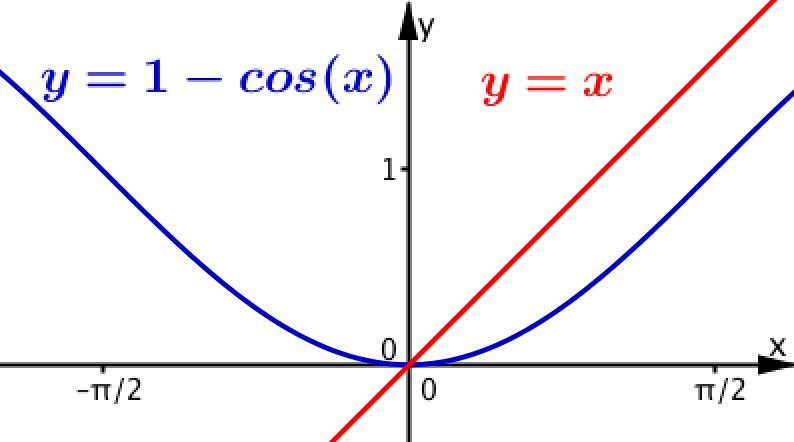 y
y = 1 − cos(x)
y = x
1
0
x
−π/2
0
π/2